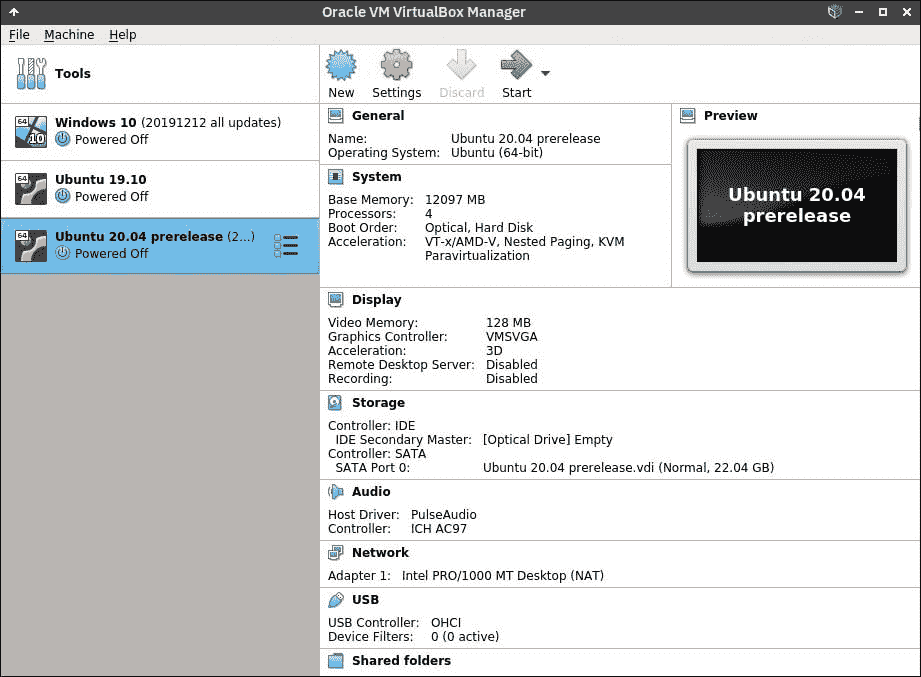 Oracle VM VirtualBox Manager
File Machine Help
Tools
New Settings Discard Start
64
10
Windows 10 (20191212 all updates)
Powered Off
64
Ubuntu 19.10
Powered Off
64
Ubuntu 20.04 prerelease (2...)
Powered Off
General
Name: Ubuntu 20.04 prerelease
Operating System: Ubuntu (64-bit)
System
Base Memory: 12097 MB
Processors: 4
Boot Order: Optical, Hard Disk
Acceleration: VT-x/AMD-V, Nested Paging, KVM
Paravirtualization
Preview
Ubuntu 20.04
prerelease
Display
Video Memory: 128 MB
Graphics Controller: VMSVGA
Acceleration: 3D
Remote Desktop Server: Disabled
Recording: Disabled
Storage
Controller: IDE
IDE Secondary Master: [Optical Drive] Empty
Controller: SATA
SATA Port 0: Ubuntu 20.04 prerelease.vdi (Normal, 22.04 GB)
Audio
Host Driver: PulseAudio
Controller: ICH AC97
Network
Adapter 1: Intel PRO/1000 MT Desktop (NAT)
USB
USB Controller: OHCI
Device Filters: 0 (0 active)
Shared folders